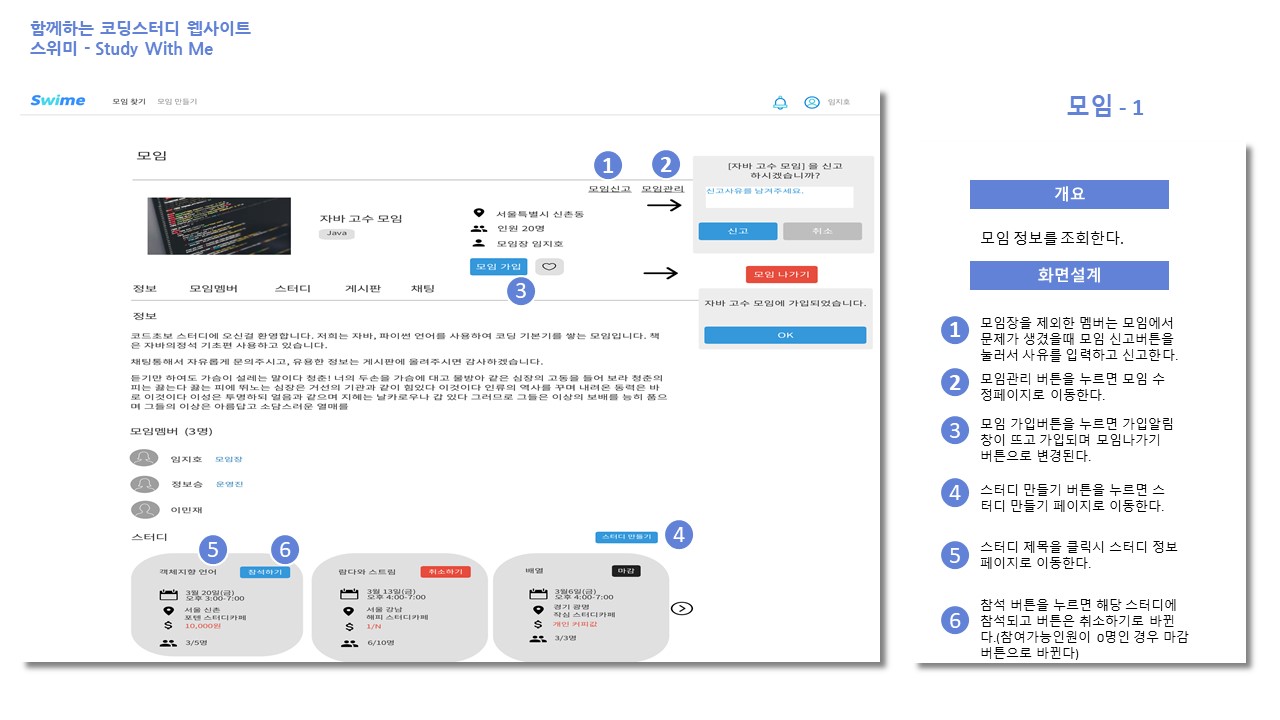 함께하는 코딩스터디 웹사이트
스위미 - Study With Me
Swime 모임 찾기 모임 만들기 임지호
모임
1 2
모임신고 모임관리
자바 고수 모임
Java
서울특별시 신촌동
인원 20명
모임장 임지호
모임 가입
3
[자바 고수 모임] 을 신고
하시겠습니까?
신고사유를 남겨주세요.
신고 취소
모임 나가기
자바 고수 모임에 가입되었습니다.
OK
정보 모임멤버 스터디 게시판 채팅
정보
코드초보 스터디에 오신걸 환영합니다. 저희는 자바, 파이썬 언어를 사용하여 코딩 기본기를 쌓는 모임입니다. 책
은 자바의정석 기초편 사용하고 있습니다.
채팅통해서 자유롭게 문의주시고, 유용한 정보는 게시판에 올려주시면 감사하겠습니다.
듣기만 하여도 가슴이 설레는 말이다 청춘! 너의 두손을 가슴에 대고 물방아 같은 심장의 고동을 들어 보라 청춘의
피는 끓는다 끓는 피에 뛰노는 심장은 거선의 기관과 같이 힘있다 이것이다 인류의 역사를 꾸며 내려온 동력은 바
로 이것이다 이성은 투명하되 얼음과 같으며 지혜는 날카로우나 갑 있다 그러므로 그들은 이상의 보배를 능히 품으
며 그들의 이상은 아름답고 소담스러운 열매를
모임멤버 (3명)
임지호 모임장
정보승 운영진
이민재
스터디 스터디 만들기 4
5 6
객체지향 언어 참석하기
3월 20일(금)
오후 3:00-7:00
서울 신촌
포텐 스터디카페
10,000원
3/5명
람다와 스트림 취소하기
3월 13일(금)
오후 4:00-7:00
서울 강남
해피 스터디카페
1/N
6/10명
배열 마감
3월6일(금)
오후 4:00-7:00
경기 광명
작심 스터디카페
개인 커피값
3/3명
모임 - 1
개요
모임 정보를 조회한다.
화면설계
1 모임장을 제외한 멤버는 모임에서
문제가 생겼을때 모임 신고버튼을
눌러서 사유를 입력하고 신고한다.
2 모임관리 버튼을 누르면 모임 수
정페이지로 이동한다.
3 모임 가입버튼을 누르면 가입알림
창이 뜨고 가입되며 모임나가기
버튼으로 변경된다.
4 스터디 만들기 버튼을 누르면 스
터디 만들기 페이지로 이동한다.
5 스터디 제목을 클릭시 스터디 정보
페이지로 이동한다.
6 참석 버튼을 누르면 해당 스터디에
참석되고 버튼은 취소하기로 바뀐
다.(참여가능인원이 0명인 경우 마감
버튼으로 바뀐다)